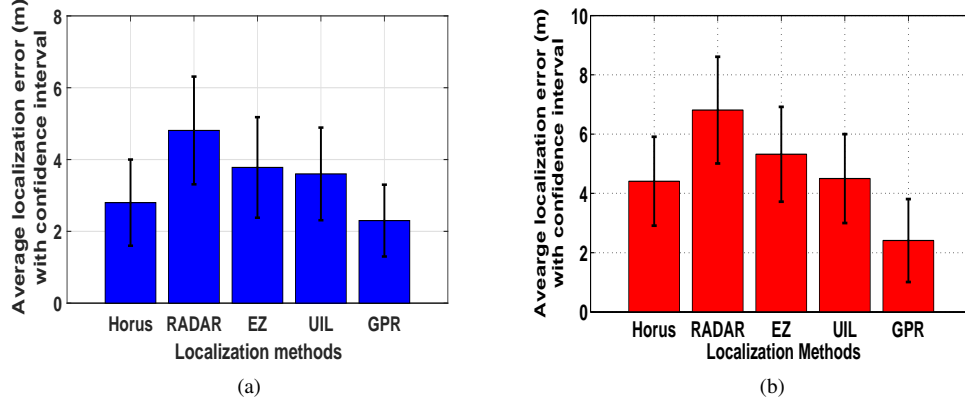 Average localization error (m)
with confidence interval
8
6
4
2
0
Horus RADAR EZ UIL GPR
Localization methods
(a)
Avearge localization error (m)
with confidence interval
10
8
6
4
2
0
Horus RADAR EZ UIL GPR
Localization Methods
(b)